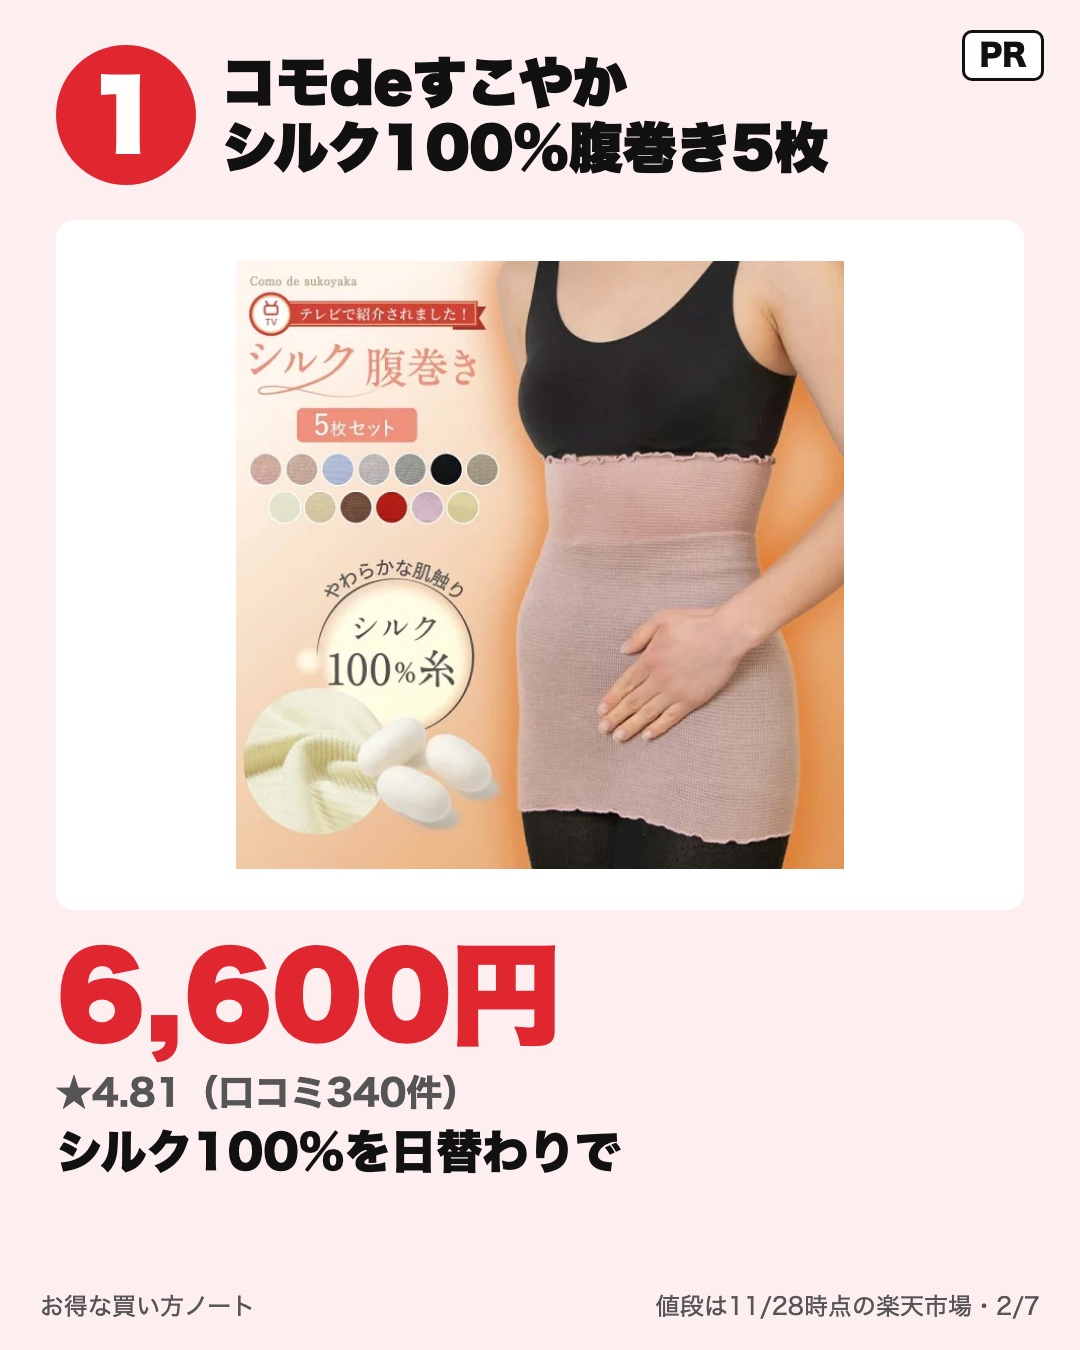 1
コモdeすこやか
シルク100%腹巻き5枚
PR
Como de sukoyaka
TV
テレビで紹介されました！
シルク腹巻き
5枚セット
やわらかな肌触り
シルク
100%糸
6,600円
★4.81（口コミ340件）
シルク100%を日替わりで
お得な買い方ノート
値段は11/28時点の楽天市場・2/7